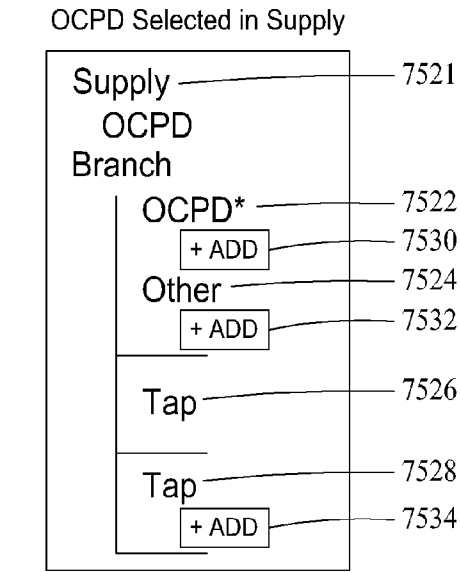 OCPD Selected in Supply
Supply 7521
OCPD
Branch
OCPD* 7522
+ ADD 7530
Other 7524
+ ADD 7532
Tap 7526
Tap 7528
+ ADD 7534